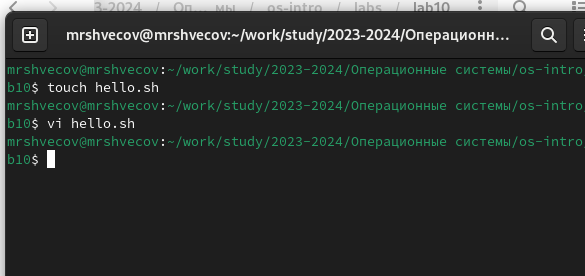 3-2024 / Оп... мы / os-intro / labs / lab10
mrshvecov@mrshvecov:~/work/study/2023-2024/Операционн...
mrshvecov@mrshvecov:~/work/study/2023-2024/Операционные системы/os-intro
b10$ touch hello.sh
mrshvecov@mrshvecov:~/work/study/2023-2024/Операционные системы/os-intro
b10$ vi hello.sh
mrshvecov@mrshvecov:~/work/study/2023-2024/Операционные системы/os-intro
b10$